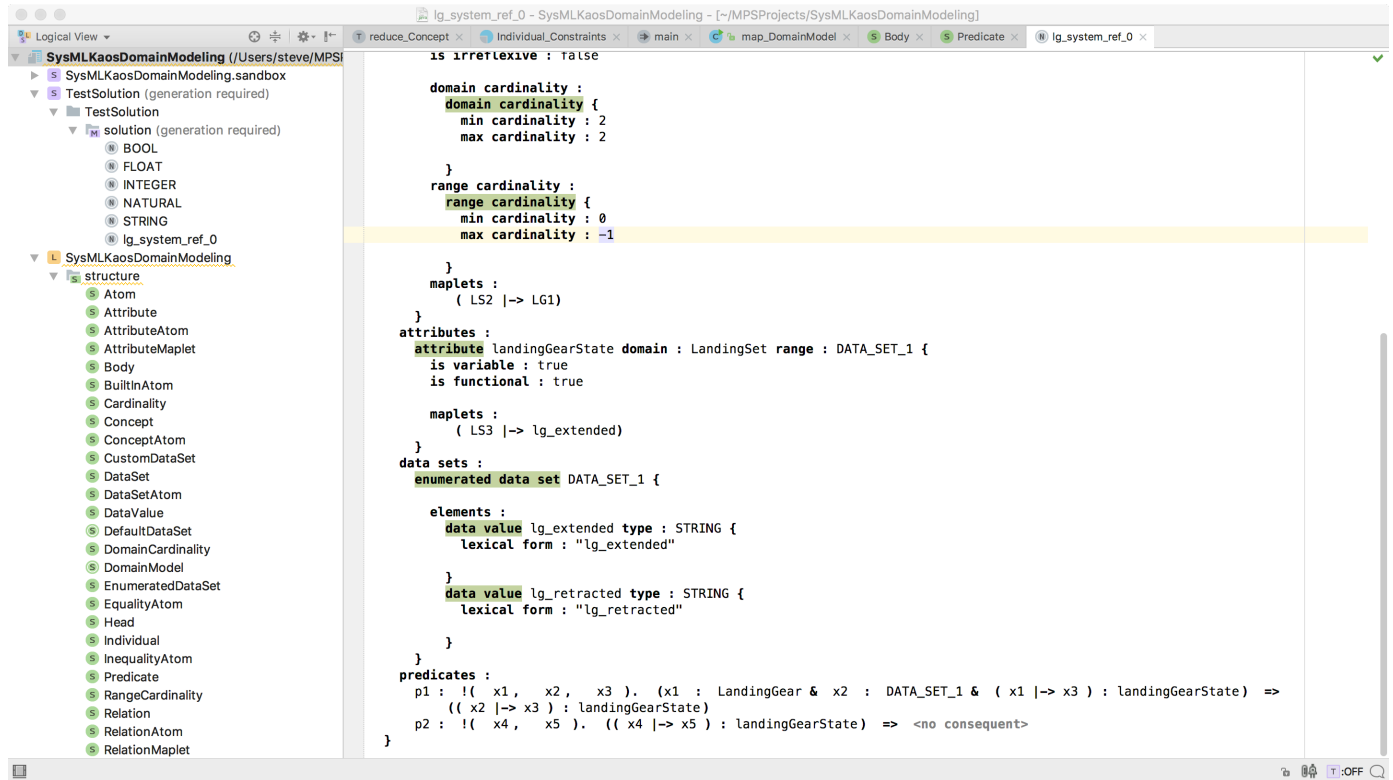 lg_system_ref_0 - SysMLKaosDomainModeling - [~/MPSProjects/SysMLKaosDomainModeling]
Logical View
reduce_Concept
Individual_Constraints
main
map_DomainModel
Body
Predicate
lg_system_ref_0
SysMLKaosDomainModeling (/Users/steve/MPSI
SysMLKaosDomainModeling.sandbox
TestSolution (generation required)
TestSolution
solution (generation required)
BOOL
FLOAT
INTEGER
NATURAL
STRING
lg_system_ref_0
SysMLKaosDomainModeling
structure
Atom
Attribute
AttributeAtom
AttributeMaplet
Body
BuiltInAtom
Cardinality
Concept
ConceptAtom
CustomDataSet
DataSet
DataSetAtom
DataValue
DefaultDataSet
DomainCardinality
DomainModel
EnumeratedDataSet
EqualityAtom
Head
Individual
InequalityAtom
Predicate
RangeCardinality
Relation
RelationAtom
RelationMaplet
is irreflexive : false
domain cardinality :
domain cardinality {
min cardinality : 2
max cardinality : 2
}
range cardinality :
range cardinality {
min cardinality : 0
max cardinality : -1
}
maplets :
( LS2 |-> LG1)
}
attributes :
attribute landingGearState domain : LandingSet range : DATA_SET_1 {
is variable : true
is functional : true
maplets :
( LS3 |-> lg_extended)
}
data sets :
enumerated data set DATA_SET_1 {
elements :
data value lg_extended type : STRING {
lexical form : "lg_extended"
}
data value lg_retracted type : STRING {
lexical form : "lg_retracted"
}
}
predicates :
p1 : !( x1 , x2 , x3 ). (x1 : LandingGear & x2 : DATA_SET_1 & ( x1 |-> x3 ) : landingGearState) =>
(( x2 |-> x3 ) : landingGearState)
p2 : !( x4 , x5 ). (( x4 |-> x5 ) : landingGearState) => <no consequent>
}
T :OFF